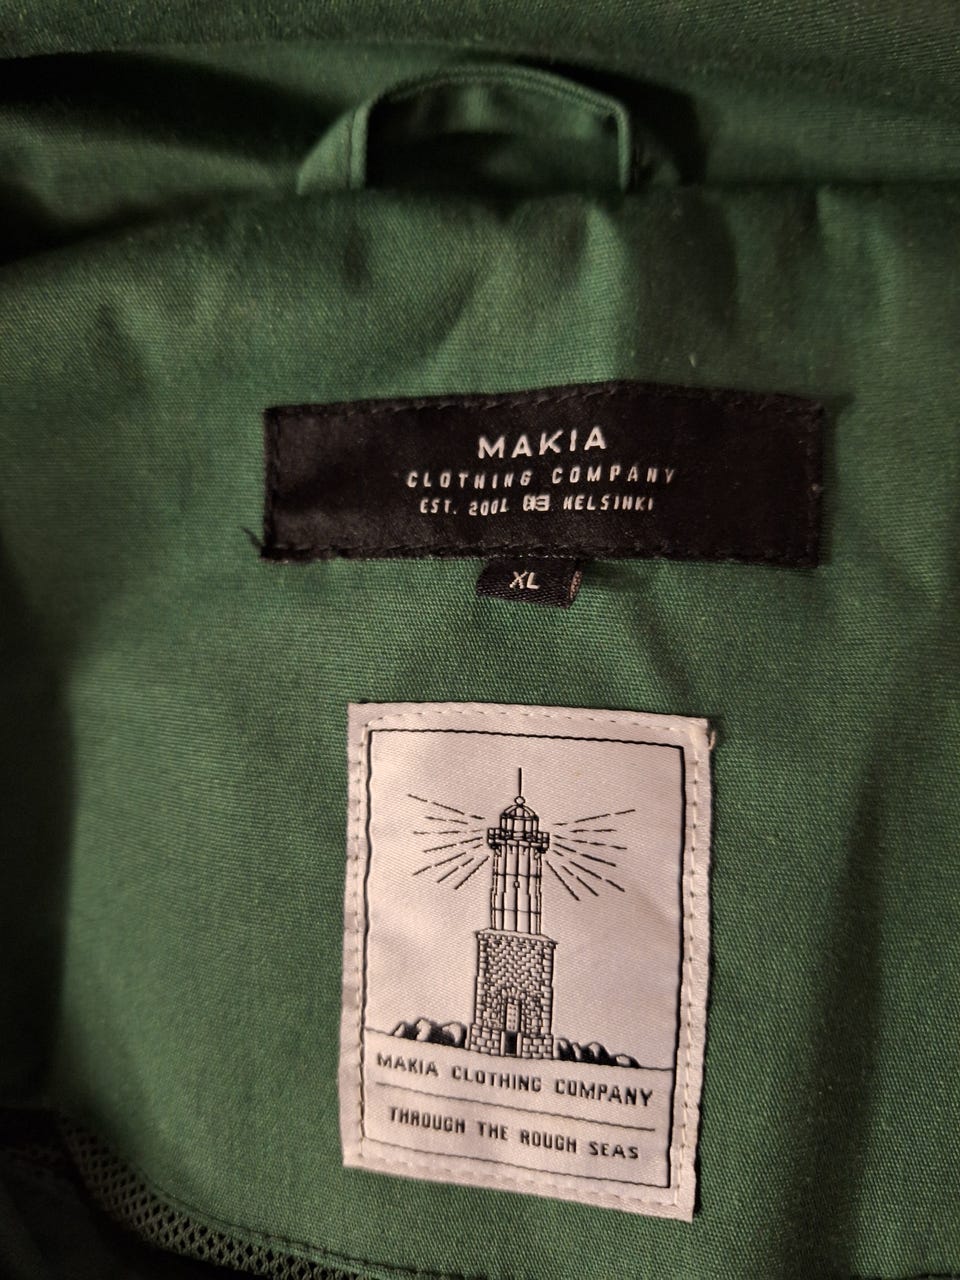 MAKIA
CLOTHING COMPANY
EST. 2001 HELSINKI
XL
MAKIA CLOTHING COMPANY
THROUGH THE ROUGH SEAS